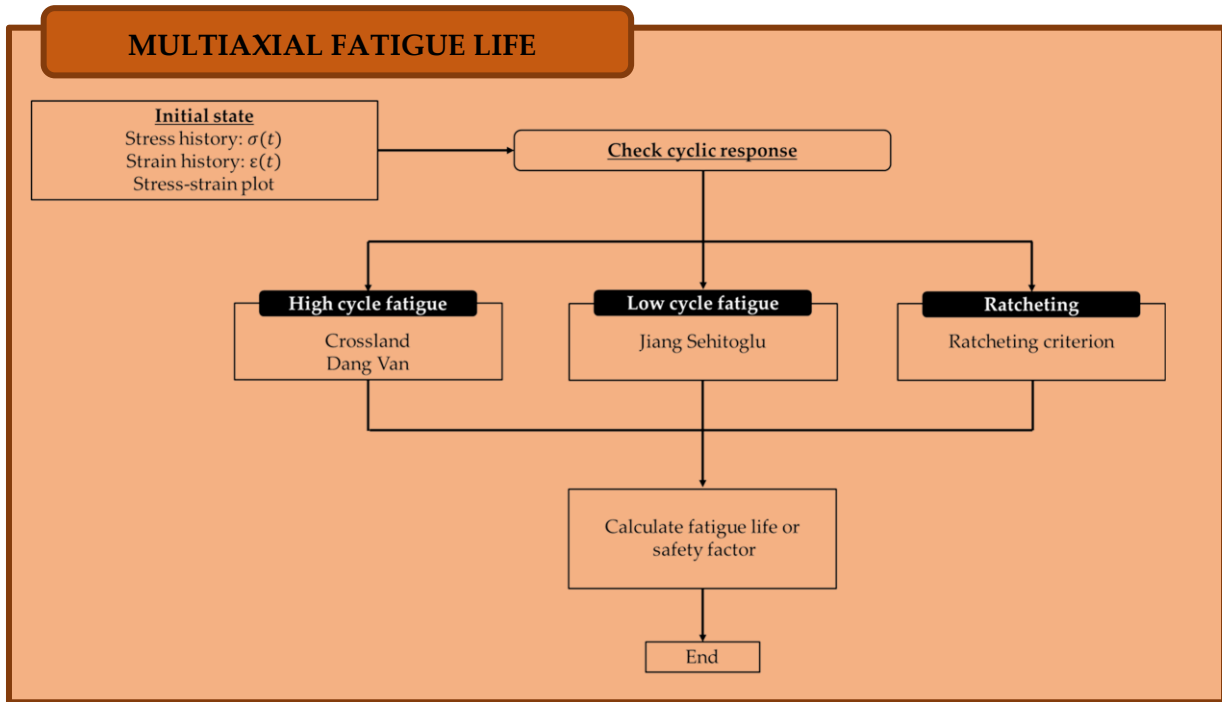 MULTIAXIAL FATIGUE LIFE
Initial state
Stress history: σ(t)
Strain history: ε(t)
Stress-strain plot
Check cyclic response
High cycle fatigue
Crossland
Dang Van
Low cycle fatigue
Jiang Sehitoglu
Ratcheting
Ratcheting criterion
Calculate fatigue life or
safety factor
End